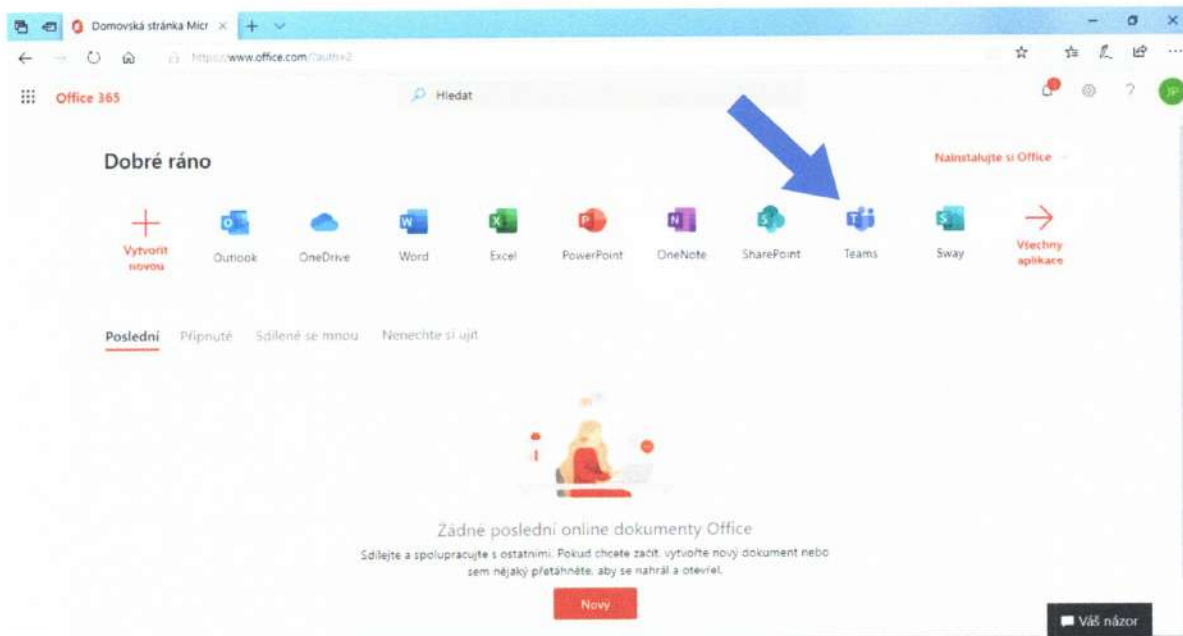 Domovská stránka Micr
https://www.office.com/?auth=2
Office 365
Hledat
JP
Dobré ráno
Nainstalujte si Office
Vytvořit
novou
Outlook
OneDrive
Word
Excel
PowerPoint
OneNote
SharePoint
Teams
Sway
Všechny
aplikace
Poslední Připnuté Sdílené se mnou Nenechte si ujít
Žádné poslední online dokumenty Office
Sdílejte a spolupracujte s ostatními. Pokud chcete začít, vytvořte nový dokument nebo
sem nějaký přetáhněte, aby se nahrál a otevřel.
Nový
Váš názor